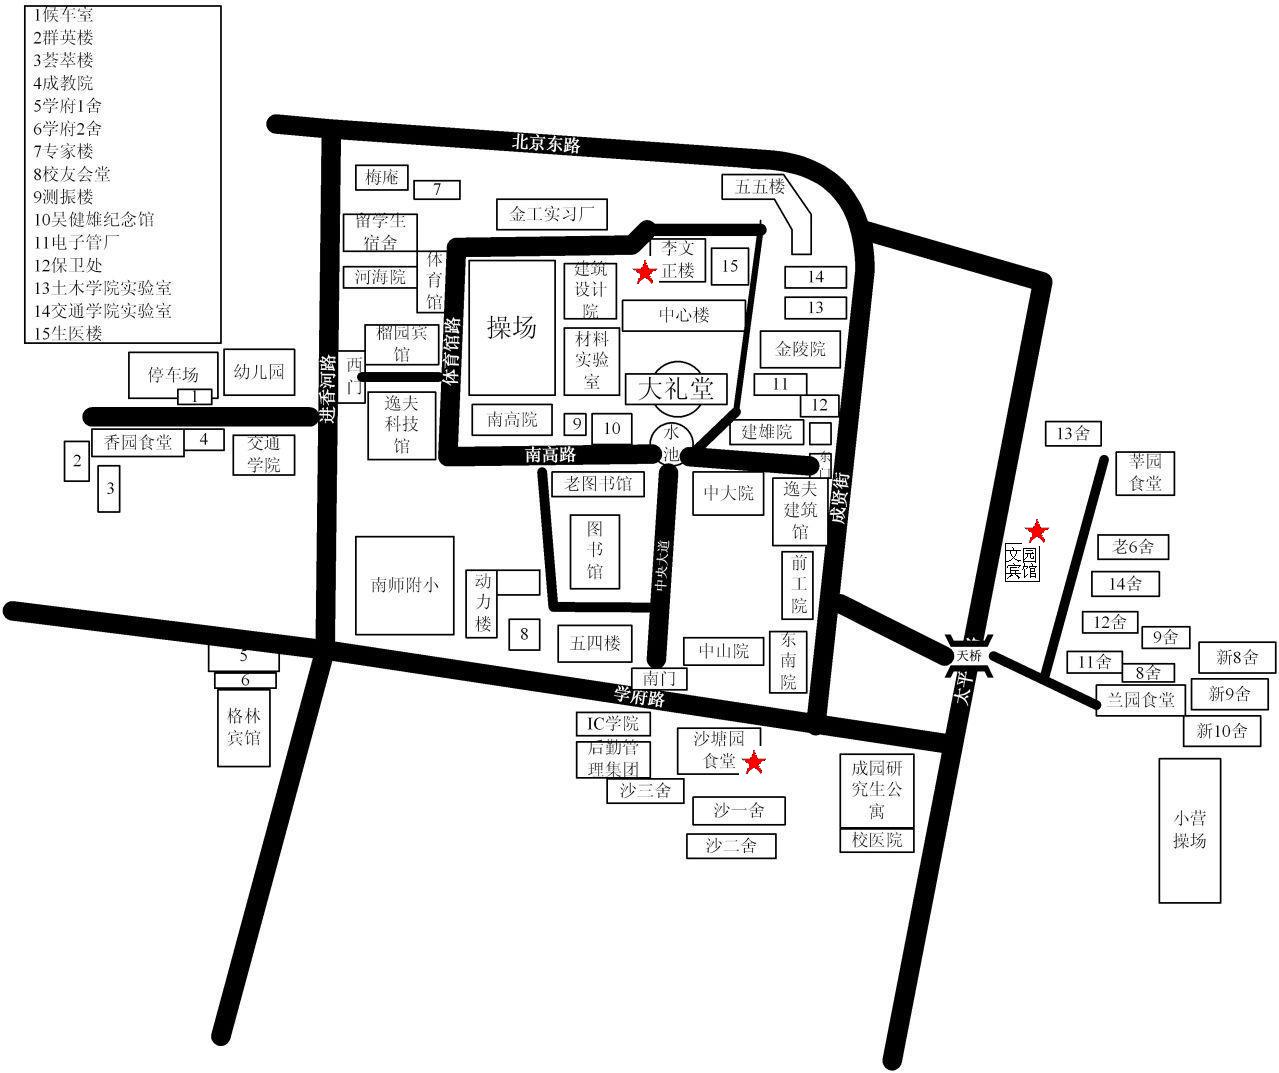 1候车室
2群英楼
3荟萃楼
4成教院
5学府1舍
6学府2舍
7专家楼
8校友会堂
9测振楼
10吴健雄纪念馆
11电子管厂
12保卫处
13土木学院实验室
14交通学院实验室
15生医楼
北京东路
梅庵
7
五五楼
金工实习厂
留学生
宿舍
河海院
体
育
馆
李文
正楼
15
14
13
建筑
设计
院
操场
中心楼
材料
实验
室
榴园宾
馆
西
门
体育馆路
进香河路
金陵院
大礼堂
11
12
停车场
幼儿园
1
逸夫
科技
馆
南高院
9
10
水
池
建雄院
东
门
香园食堂
4
交通
学院
2
3
南高路
老图书馆
中大院
逸夫
建筑
馆
成贤街
13舍
莘园
食堂
图
书
馆
中央大道
前
工
院
文园
宾馆
老6舍
14舍
南师附小
动
力
楼
8
五四楼
中山院
东
南
院
12舍
9舍
天桥
11舍
8舍
新8舍
5
6
格林
宾馆
南门
学府路
太平
兰园食堂
新9舍
新10舍
IC学院
后勤管
理集团
沙三舍
沙塘园
食堂
沙一舍
沙二舍
成园研
究生公
寓
校医院
小营
操场